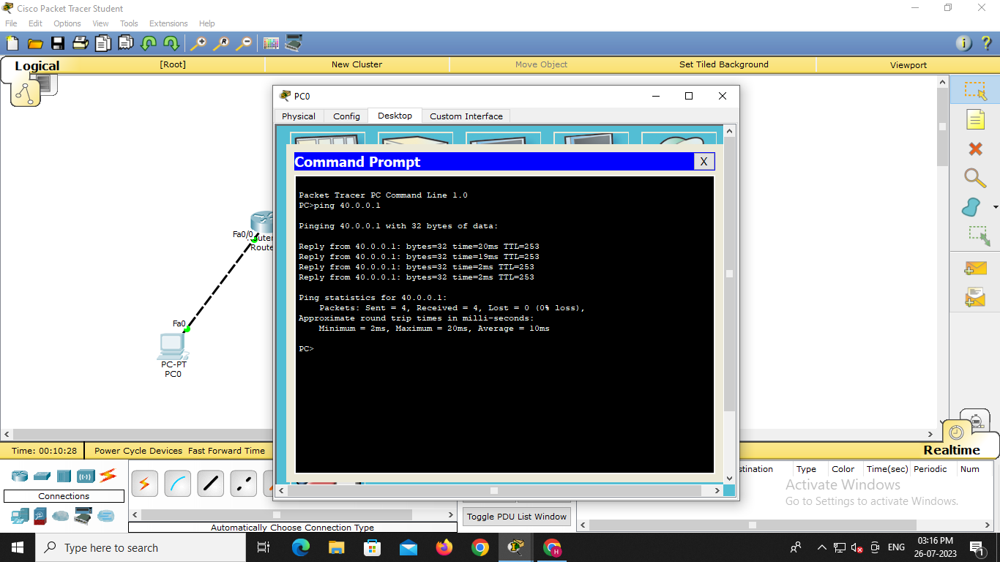 Cisco Packet Tracer Student
File Edit Options View Tools Extensions Help
Logical [Root] New Cluster Move Object Set Tiled Background Viewport
PC0
Physical Config Desktop Custom Interface
Command Prompt X
Packet Tracer PC Command Line 1.0
PC>ping 40.0.0.1
Pinging 40.0.0.1 with 32 bytes of data:
Reply from 40.0.0.1: bytes=32 time=20ms TTL=253
Reply from 40.0.0.1: bytes=32 time=19ms TTL=253
Reply from 40.0.0.1: bytes=32 time=2ms TTL=253
Reply from 40.0.0.1: bytes=32 time=2ms TTL=253
Ping statistics for 40.0.0.1:
Packets: Sent = 4, Received = 4, Lost = 0 (0% loss),
Approximate round trip times in milli-seconds:
Minimum = 2ms, Maximum = 20ms, Average = 10ms
PC>
Fa0/0
Route
Fa0
PC-PT
PC0
Time: 00:10:28 Power Cycle Devices Fast Forward Time Realtime
Connections
Automatically Choose Connection Type
Toggle PDU List Window
stination Type Color Time(sec) Periodic Num
Activate Windows
Go to Settings to activate Windows.
Type here to search
ENG
03:16 PM
26-07-2023
1